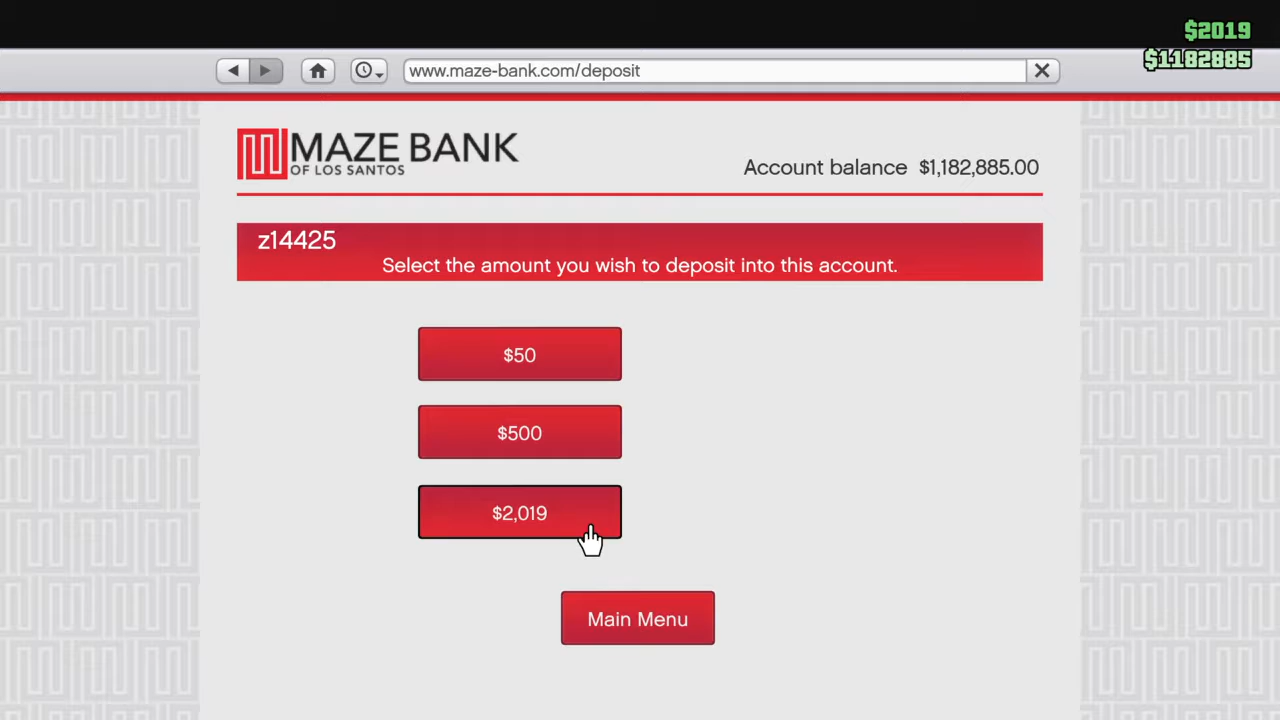 $2019
$1182885
www.maze-bank.com/deposit
MAZE BANK
OF LOS SANTOS
Account balance $1,182,885.00
z14425
Select the amount you wish to deposit into this account.
$50
$500
$2,019
Main Menu